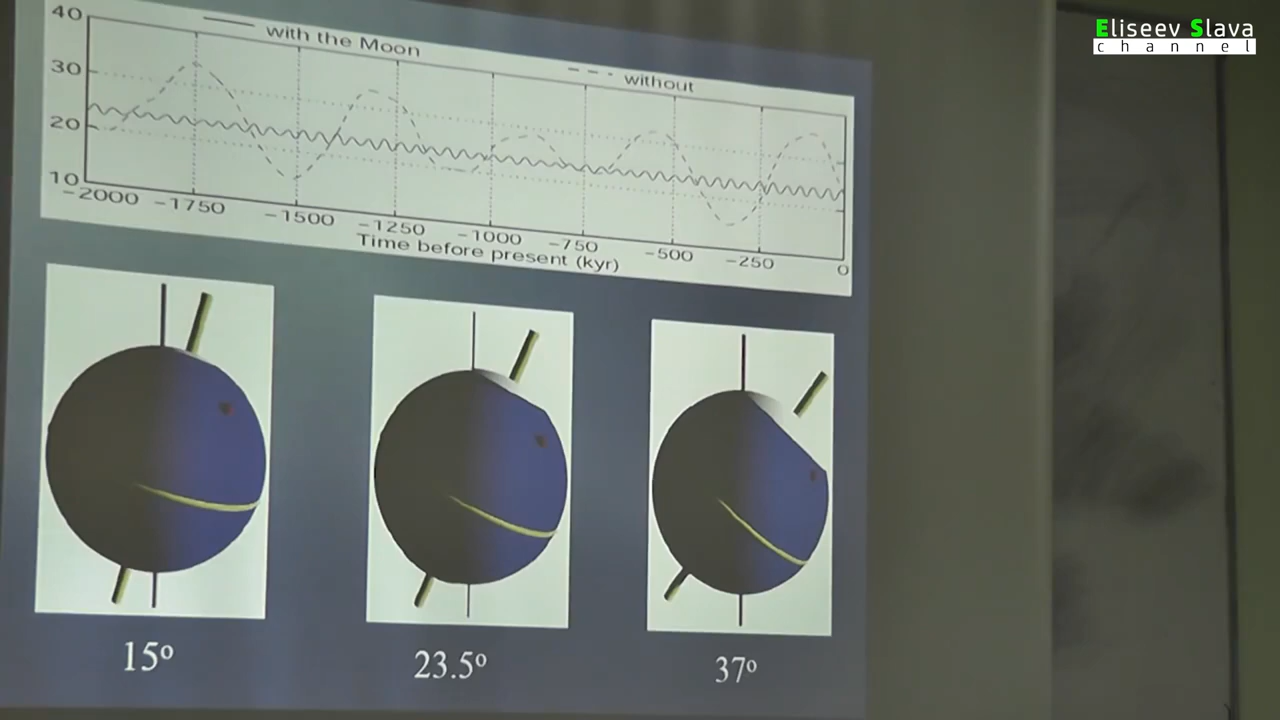 Eliseev Slava
channel
with the Moon
without
40
30
20
10
-2000 -1750 -1500 -1250 -1000 -750 -500 -250 0
Time before present (kyr)
15º 23.5º 37º